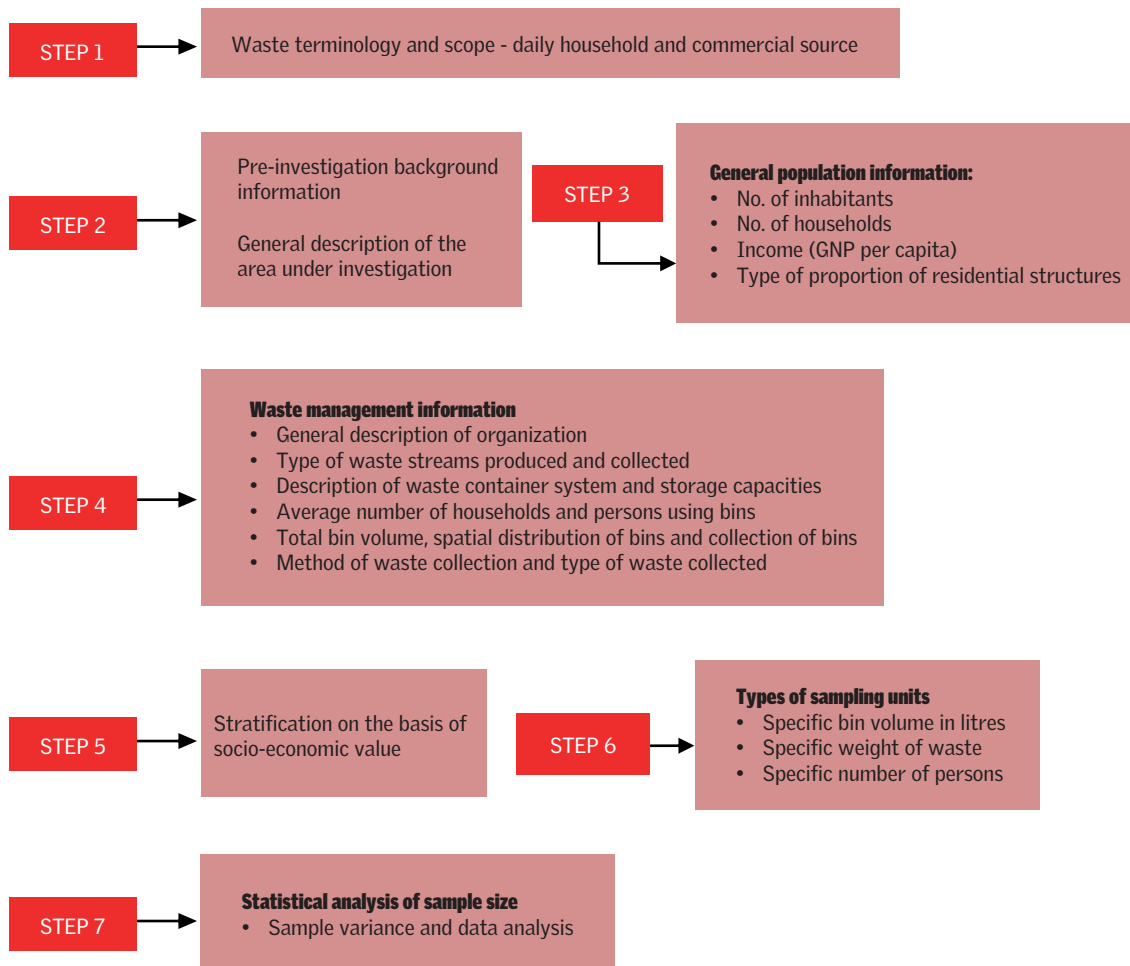 STEP 1
Waste terminology and scope - daily household and commercial source
STEP 2
Pre-investigation background
information
General description of the
area under investigation
STEP 3
General population information:
• No. of inhabitants
• No. of households
• Income (GNP per capita)
• Type of proportion of residential structures
STEP 4
Waste management information
• General description of organization
• Type of waste streams produced and collected
• Description of waste container system and storage capacities
• Average number of households and persons using bins
• Total bin volume, spatial distribution of bins and collection of bins
• Method of waste collection and type of waste collected
STEP 5
Stratification on the basis of
socio-economic value
STEP 6
Types of sampling units
• Specific bin volume in litres
• Specific weight of waste
• Specific number of persons
STEP 7
Statistical analysis of sample size
• Sample variance and data analysis